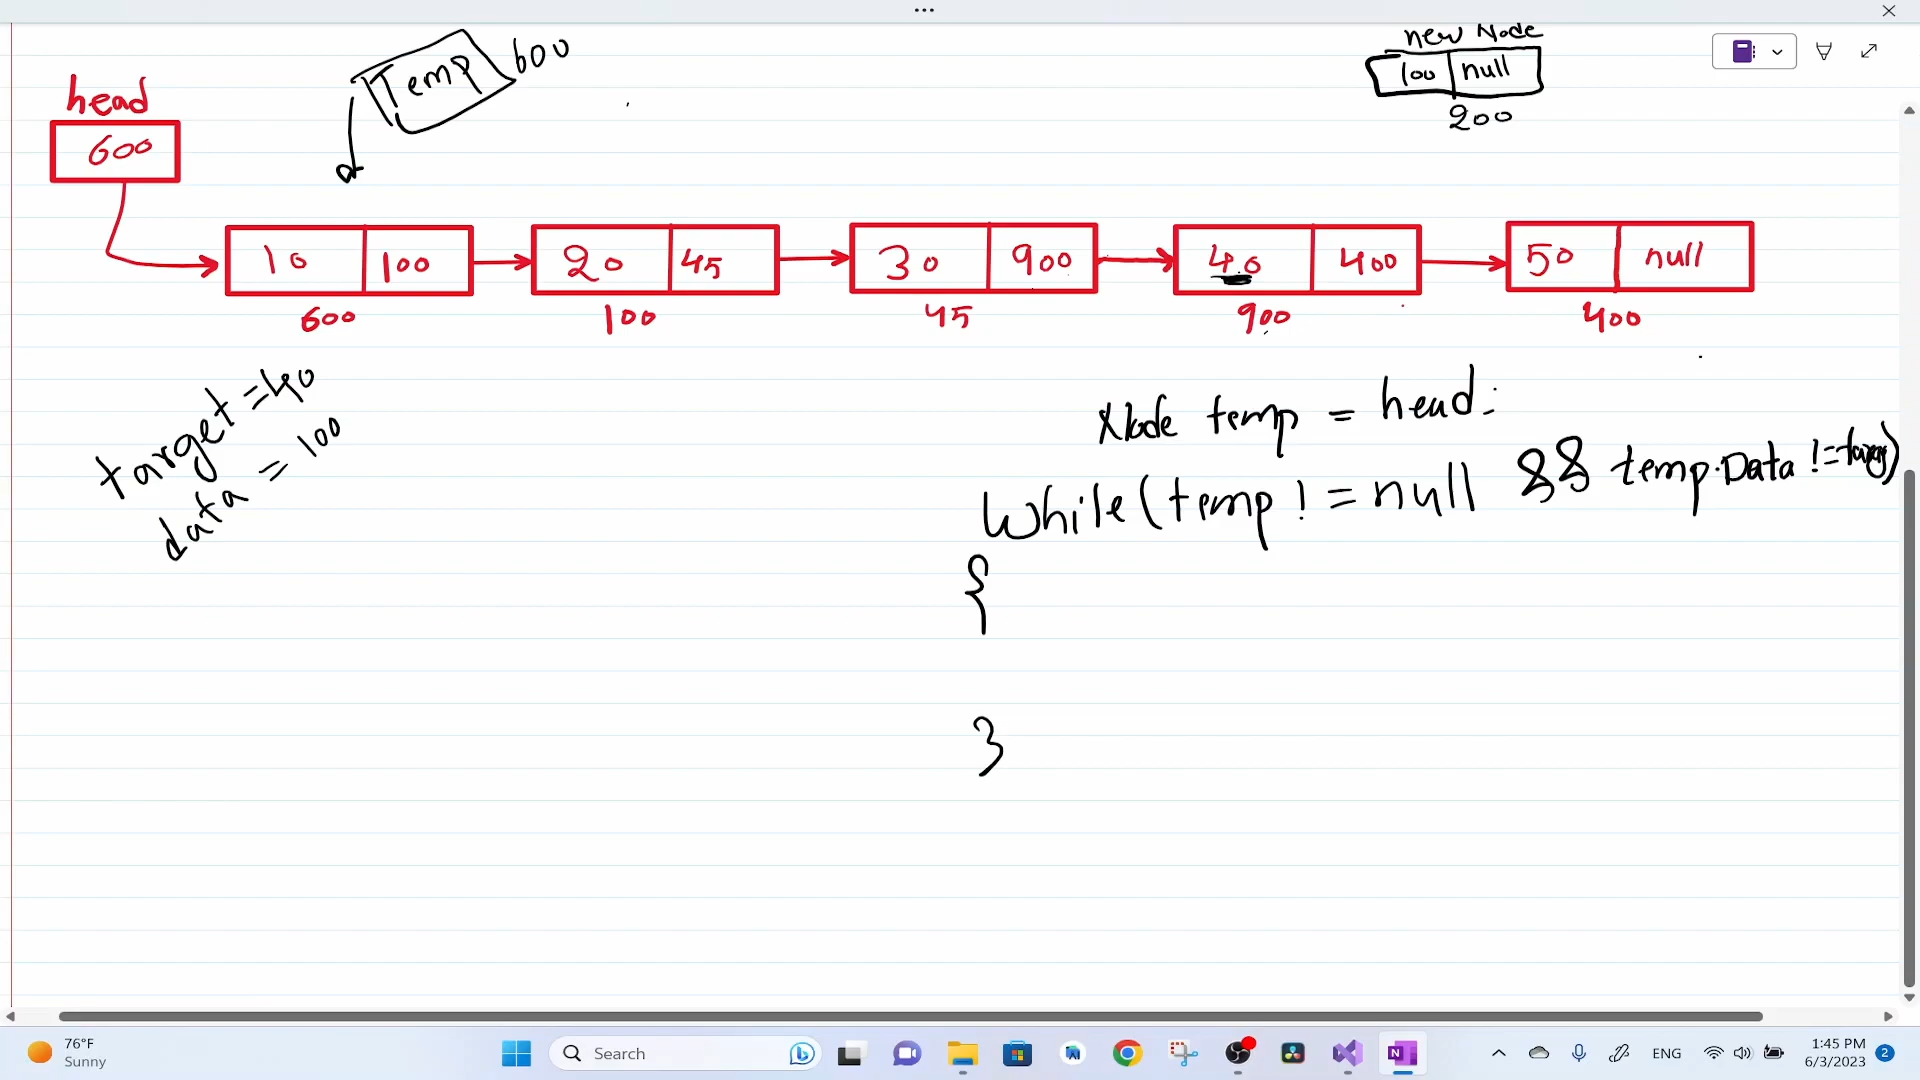 new Node
Temp 600
100 null
200
head
600
10 100 20 45 30 900 40 400 50 null
600 100 45 900 400
target = 40
data = 100
Node temp = head;
While(temp != null && temp.Data != target)
{
}
76°F
Sunny
Search
ENG
1:45 PM
6/3/2023
2